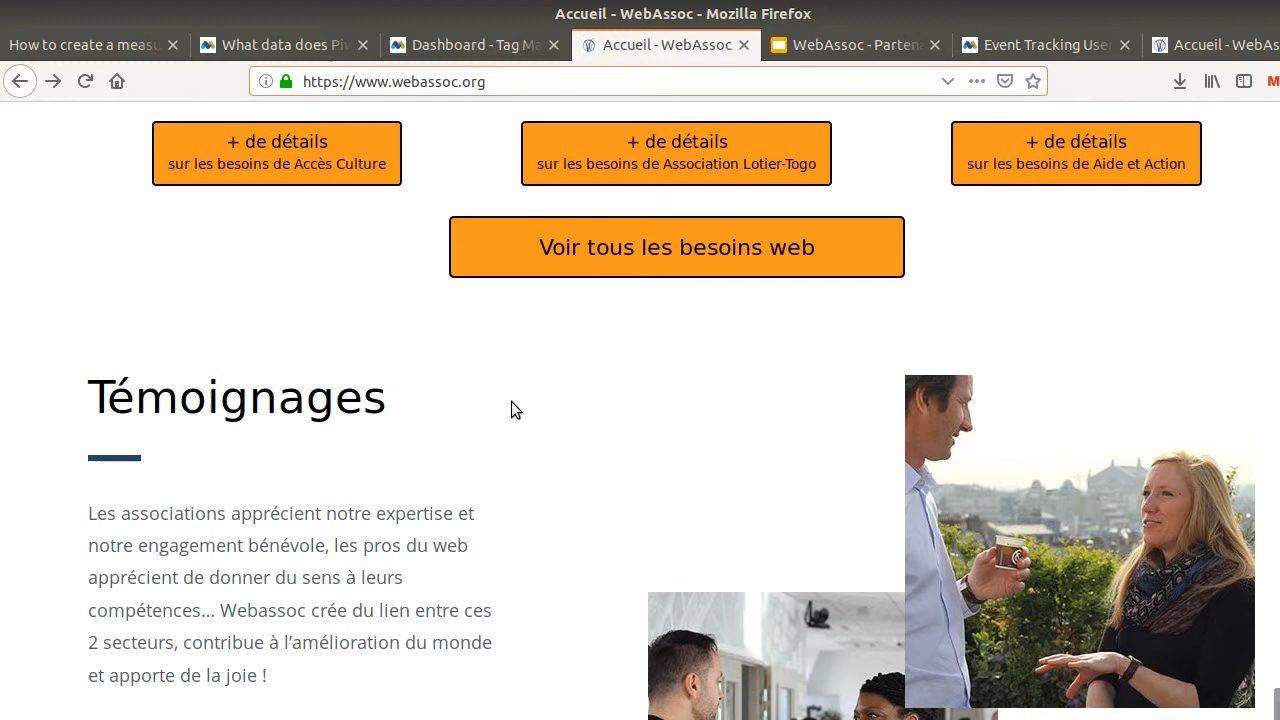 Accueil - WebAssoc - Mozilla Firefox
How to create a measu
What data does Piw
Dashboard - Tag Ma
Accueil - WebAssoc
WebAssoc - Parten
Event Tracking User
Accueil - WebAs
https://www.webassoc.org
+ de détails
sur les besoins de Accès Culture
+ de détails
sur les besoins de Association Lotier-Togo
+ de détails
sur les besoins de Aide et Action
Voir tous les besoins web
Témoignages
Les associations apprécient notre expertise et
notre engagement bénévole, les pros du web
apprécient de donner du sens à leurs
compétences... Webassoc crée du lien entre ces
2 secteurs, contribue à l’amélioration du monde
et apporte de la joie !